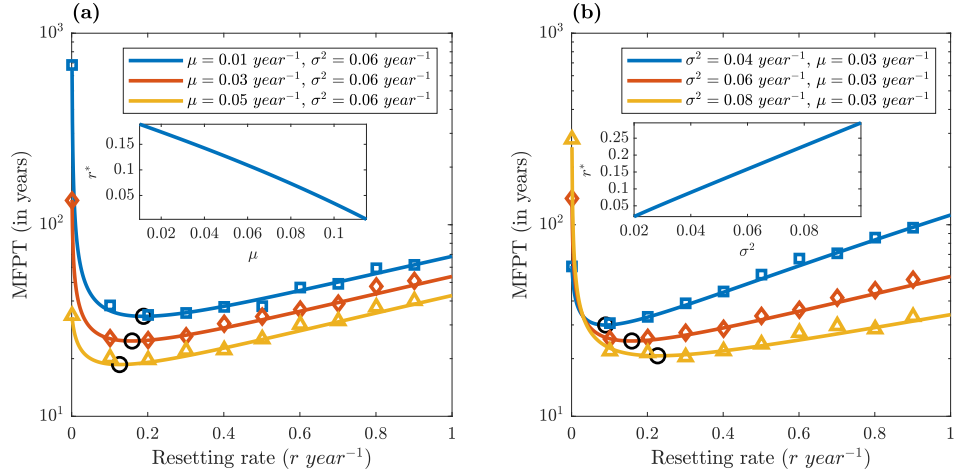 (a)
10^3
10^2
10^1
MFPT (in years)
μ = 0.01 year^{-1}, σ^2 = 0.06 year^{-1}
μ = 0.03 year^{-1}, σ^2 = 0.06 year^{-1}
μ = 0.05 year^{-1}, σ^2 = 0.06 year^{-1}
0.15
0.1
0.05
r^*
0.02 0.04 0.06 0.08 0.1
μ
0 0.2 0.4 0.6 0.8 1
Resetting rate (r year^{-1})
(b)
10^3
10^2
10^1
MFPT (in years)
σ^2 = 0.04 year^{-1}, μ = 0.03 year^{-1}
σ^2 = 0.06 year^{-1}, μ = 0.03 year^{-1}
σ^2 = 0.08 year^{-1}, μ = 0.03 year^{-1}
0.25
0.2
0.15
0.1
0.05
r^*
0.02 0.04 0.06 0.08
σ^2
0 0.2 0.4 0.6 0.8 1
Resetting rate (r year^{-1})